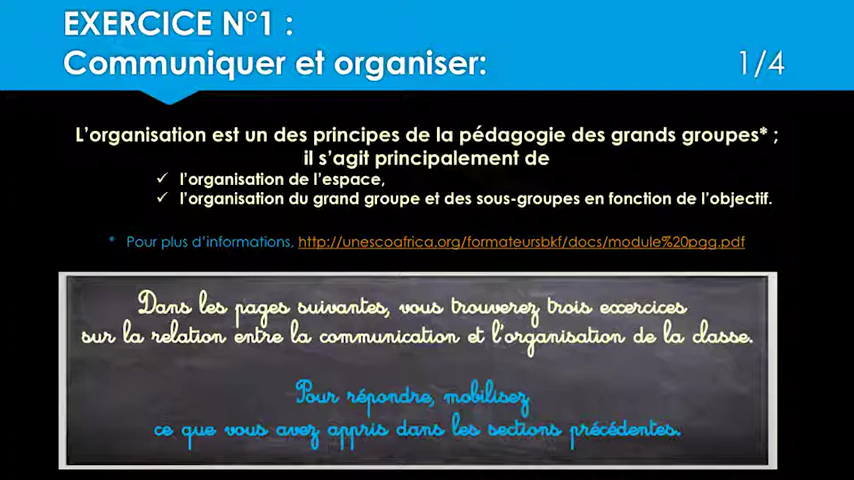 EXERCICE N°1 :
Communiquer et organiser:
1/4
L'organisation est un des principes de la pédagogie des grands groupes* ;
il s'agit principalement de
✓ l'organisation de l'espace,
✓ l'organisation du grand groupe et des sous-groupes en fonction de l'objectif.
* Pour plus d'informations, http://unescoafrica.org/formateursbkf/docs/module%20pgg.pdf
Dans les pages suivantes, vous trouverez trois exercices
sur la relation entre la communication et l'organisation de la classe.
Pour répondre, mobilisez
ce que vous avez appris dans les sections précédentes.